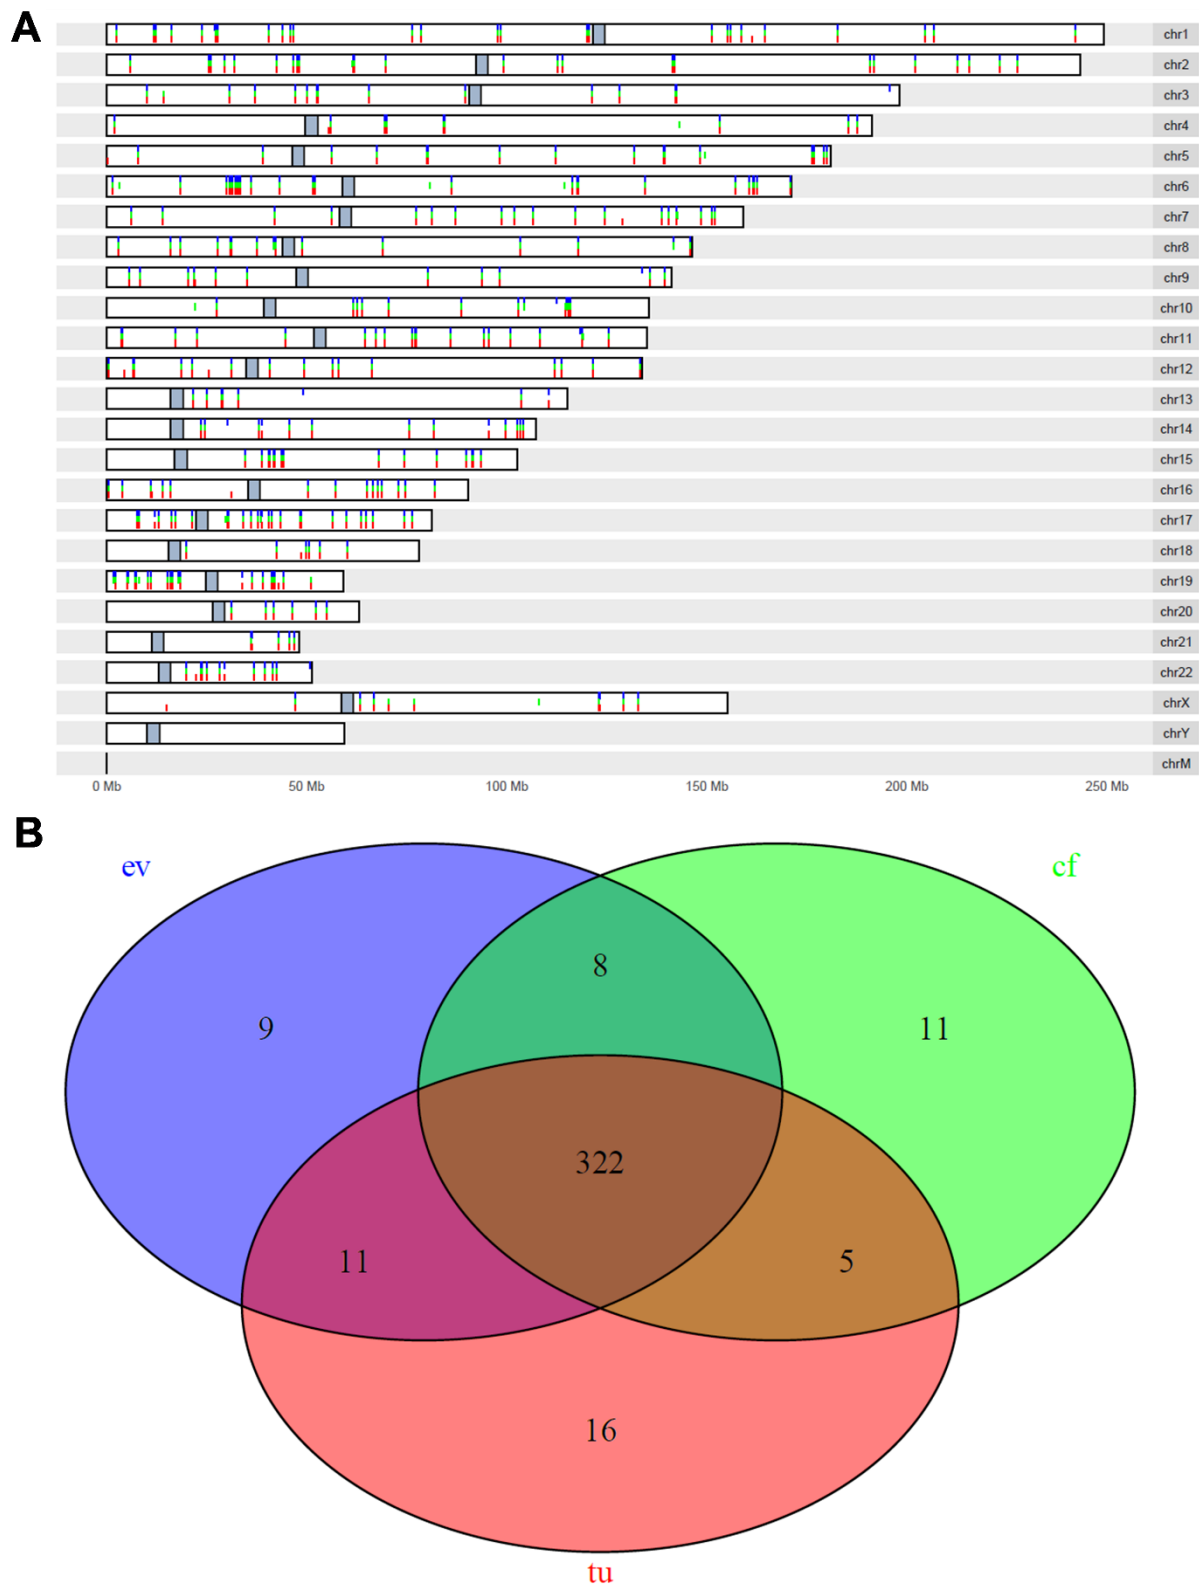 A
chr1
chr2
chr3
chr4
chr5
chr6
chr7
chr8
chr9
chr10
chr11
chr12
chr13
chr14
chr15
chr16
chr17
chr18
chr19
chr20
chr21
chr22
chrX
chrY
chrM
0 Mb 50 Mb 100 Mb 150 Mb 200 Mb 250 Mb
B
ev cf
8
9 11
322
11 5
16
tu